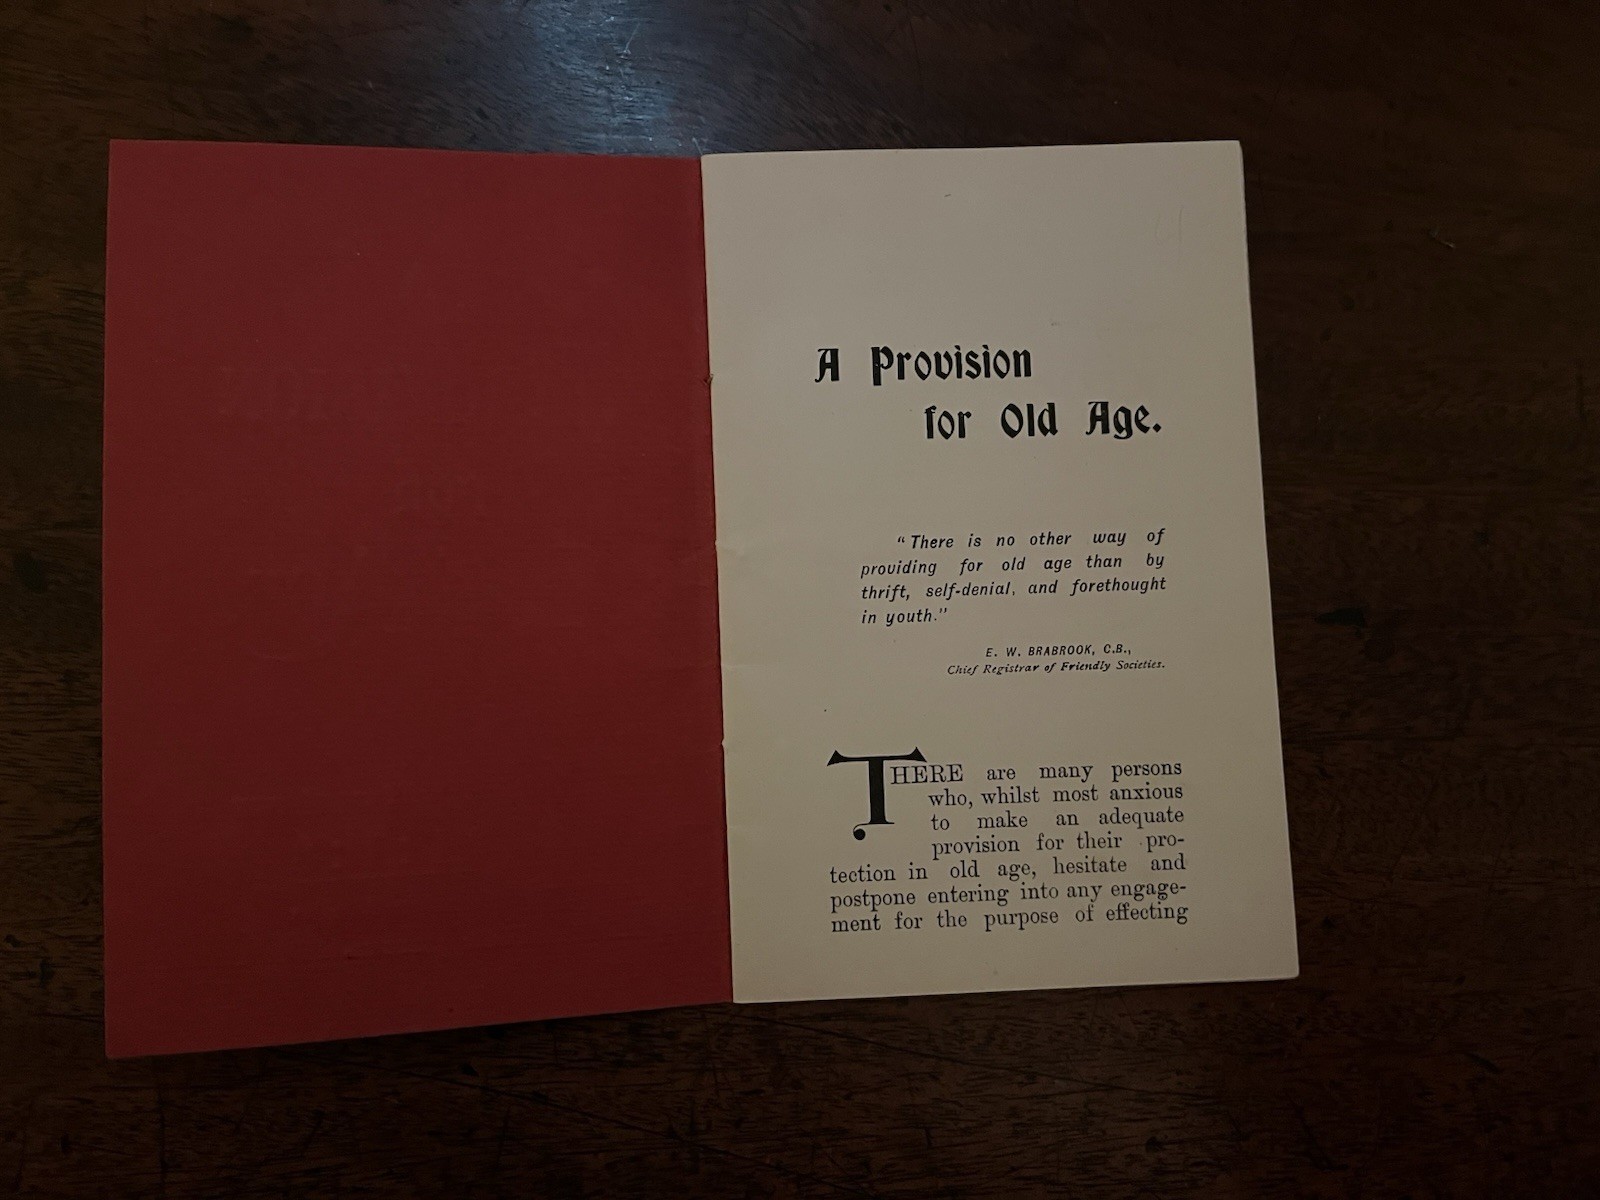 A Provision
for Old Age.
“There is no other way of
providing for old age than by
thrift, self-denial, and forethought
in youth.”
E. W. BRABROOK, C.B.,
Chief Registrar of Friendly Societies.
THERE are many persons
who, whilst most anxious
to make an adequate
provision for their pro-
tection in old age, hesitate and
postpone entering into any engage-
ment for the purpose of effecting